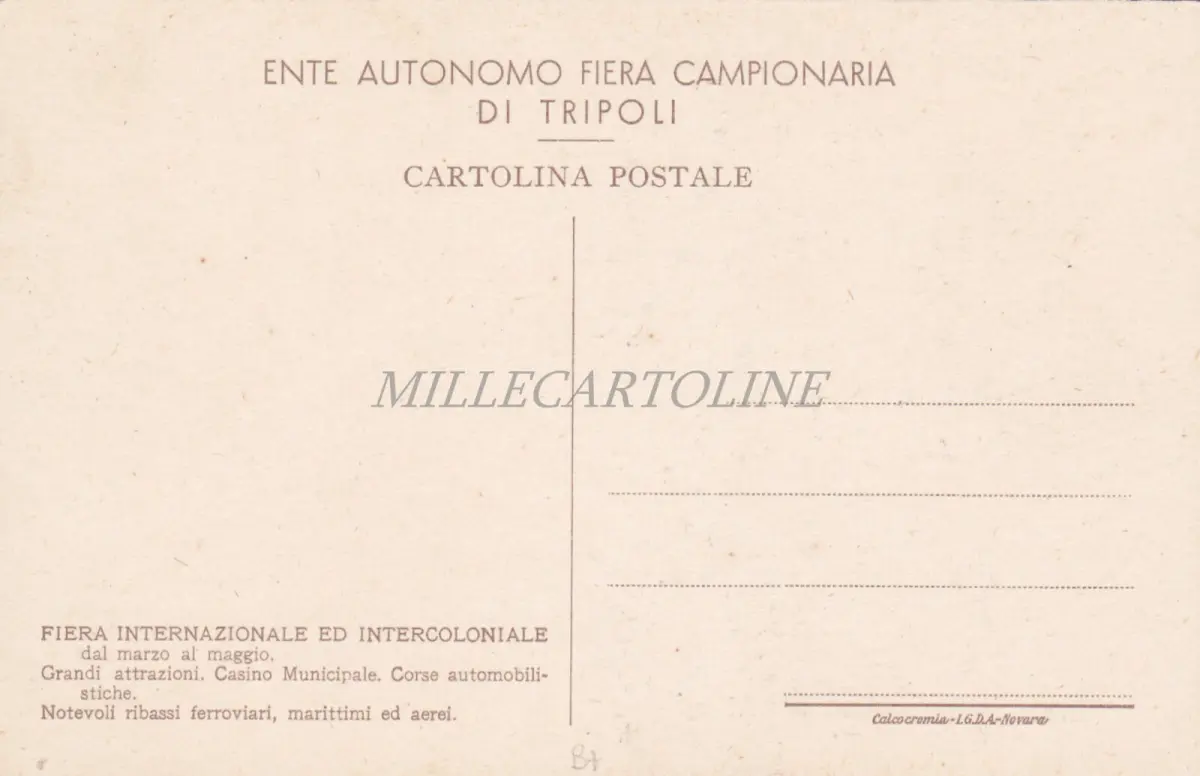 ENTE AUTONOMO FIERA CAMPIONARIA
DI TRIPOLI
CARTOLINA POSTALE
MILLECARTOLINE
FIERA INTERNAZIONALE ED INTERCOLONIALE
dal marzo al maggio.
Grandi attrazioni. Casino Municipale. Corse automobili-
stiche.
Notevoli ribassi ferroviari, marittimi ed aerei.
Calcocromia-I.G.D.A.-Novara